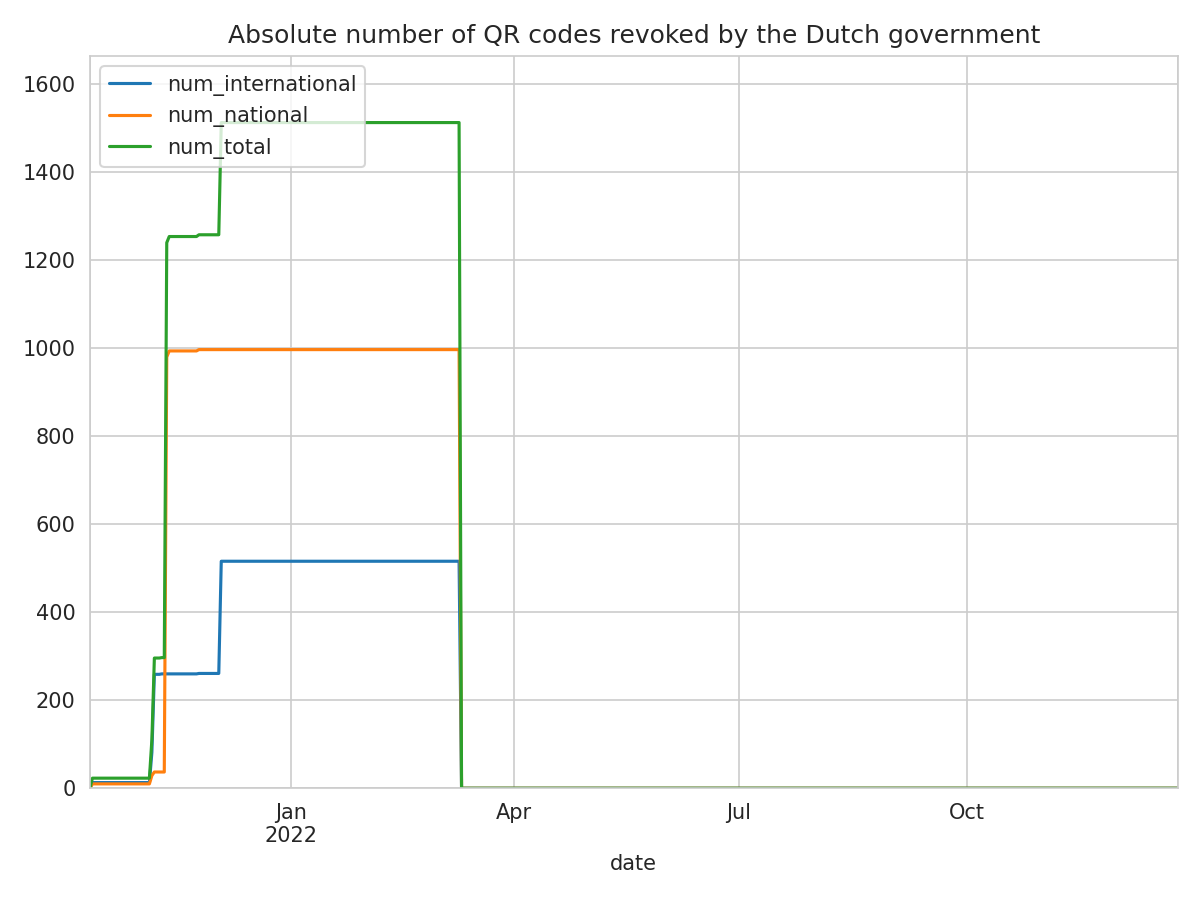 Absolute number of QR codes revoked by the Dutch government
num_international
num_national
num_total
1600
1400
1200
1000
800
600
400
200
0
Jan
2022
Apr
Jul
Oct
date